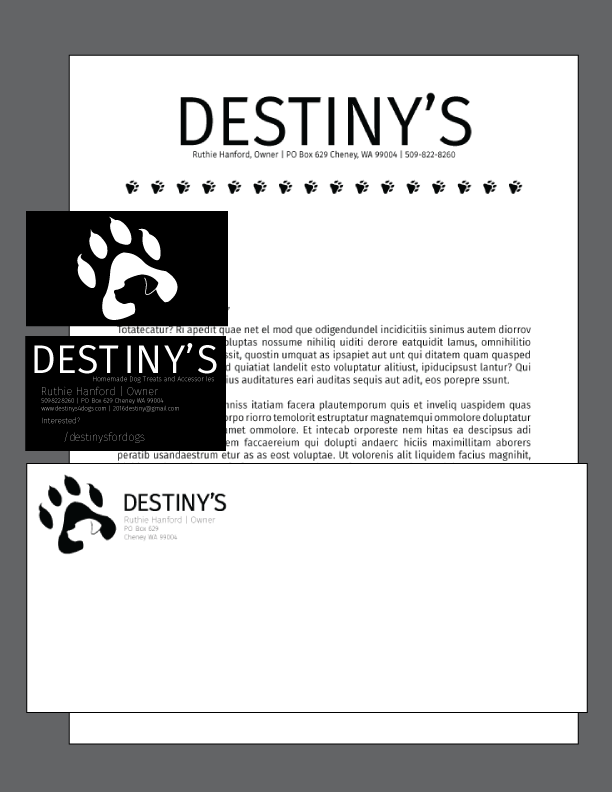 DESTINY'S
Ruthie Hanford, Owner | PO Box 629 Cheney, WA 99004 | 509-822-8260
Totatecatur? Ri apedit quae net el mod que odigendundel incidicitiis sinimus autem diorrov
oluptas nossume nihiliq uiditi derore eatquidit lamus, omnihilitio
ssit, quostin umquat as ipsapiet aut unt qui ditatem quam quasped
d quiatiat landelit esto voluptatur alitiust, ipiducipsust lantur? Qui
ius auditatures eari auditas sequis aut adit, eos porepre ssunt.
DESTINY'S
Homemade Dog Treats and Accessories
Ruthie Hanford | Owner
5098228260 | PO Box 629 Cheney WA 99004
www.destinys4dogs.com | 2016destiny@gmail.com
Interested?
/destinysfordogs
mniss itatiam facera plautemporum quis et inveliq uaspidem quas
orpo riorro temolorit estruptatur magnatemqui ommolore doluptatur
amet ommolore. Et intecab orporeste nem hitas ea descipsus adi
em faccaereium qui dolupti andaerc hiciis maximillitam aborers
peratib usandaestrum etur as as eost voluptae. Ut volorenis alit liquidem facius magnihit,
DESTINY'S
Ruthie Hanford | Owner
PO Box 629
Cheney WA 99004